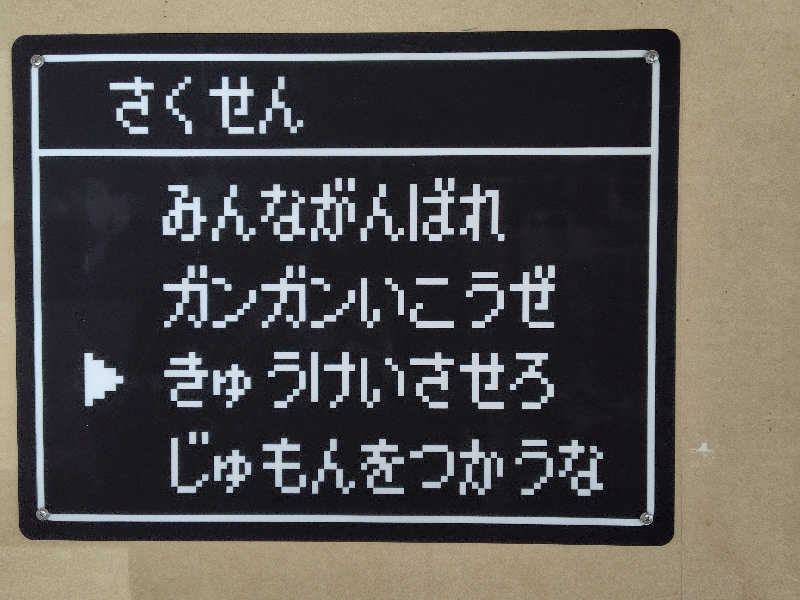 さくせん
みんながんばれ
ガンガンいこうぜ
きゅうけいさせろ
じゅもんをつかうな